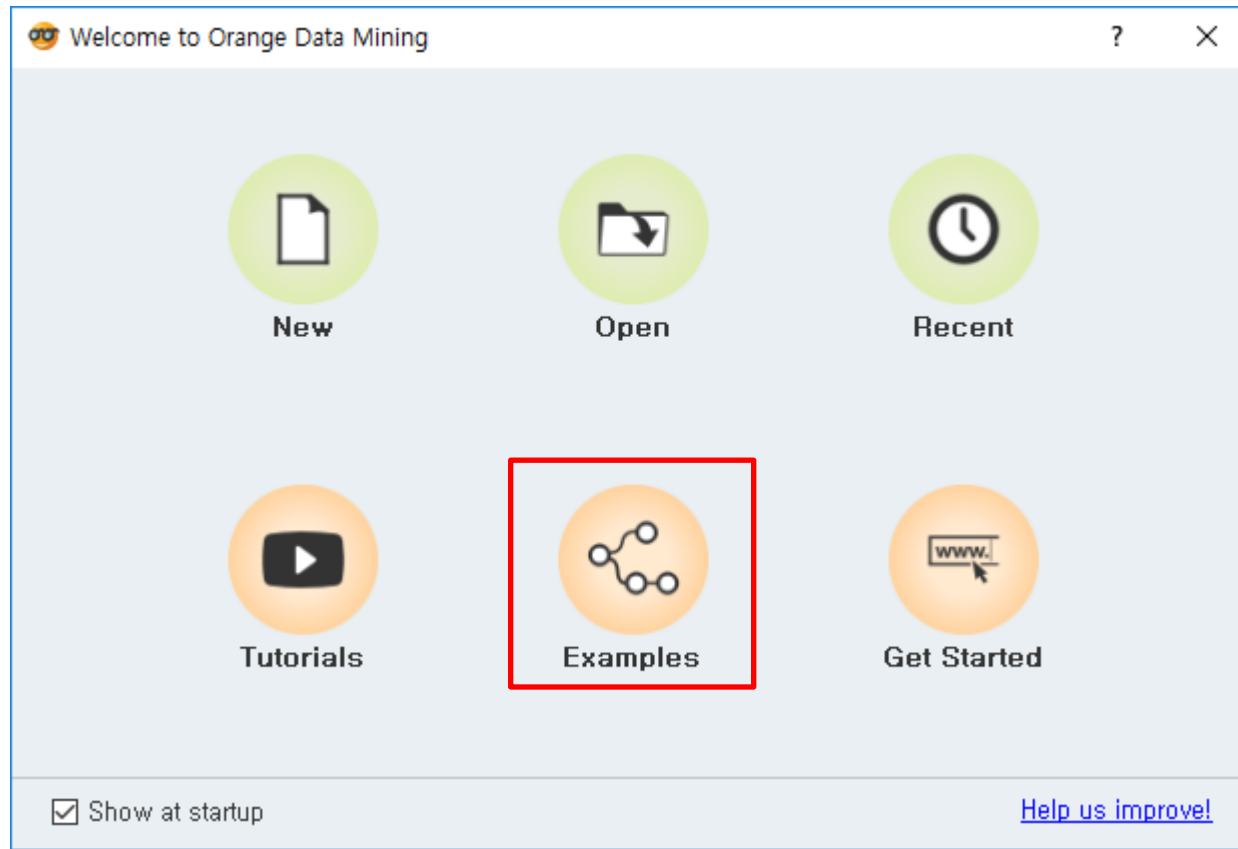 Welcome to Orange Data Mining
?
New
Open
Recent
www.
Tutorials
Examples
Get Started
Show at startup
Help us improve!